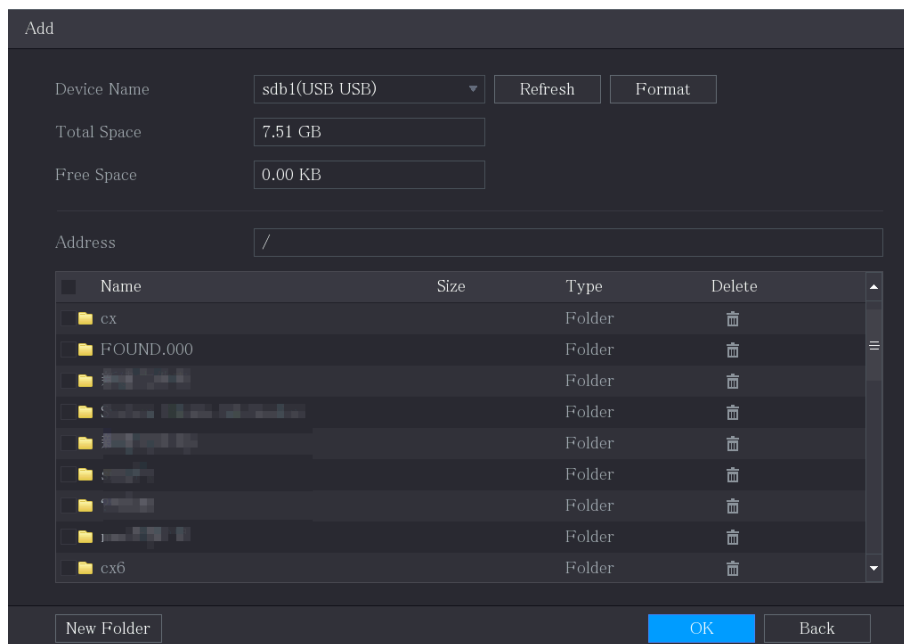 Add
Device Name sdb1(USB USB) Refresh Format
Total Space 7.51 GB
Free Space 0.00 KB
Address /
Name Size Type Delete
cx Folder
FOUND.000 Folder
Folder
Folder
Folder
Folder
Folder
Folder
cx6 Folder
New Folder OK Back